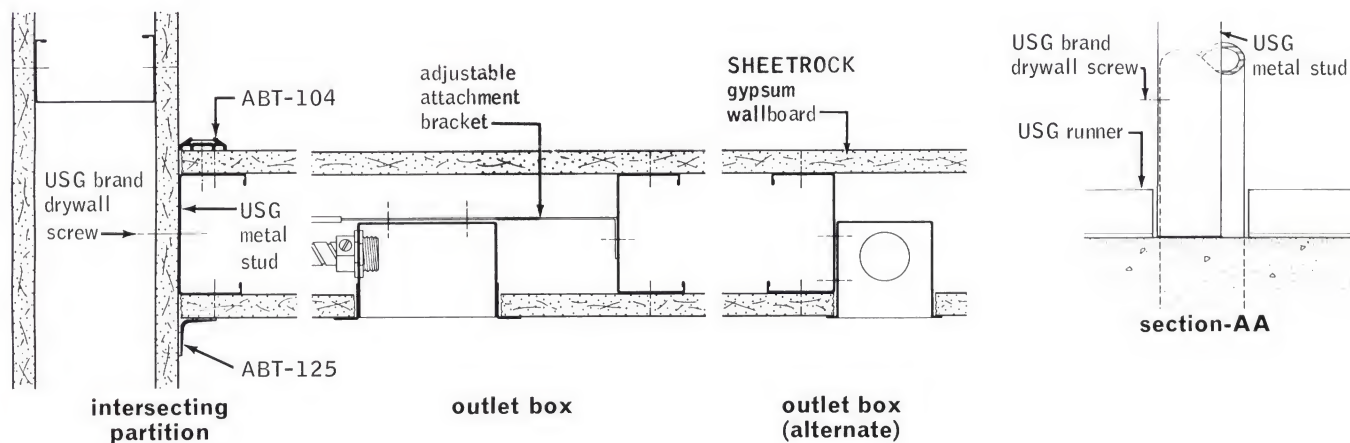 ABT-104
USG brand
drywall
screw
USG
metal
stud
ABT-125
intersecting
partition
adjustable
attachment
bracket
outlet box
SHEETROCK
gypsum
wallboard
outlet box
(alternate)
USG brand
drywall screw
USG
metal stud
USG runner
section-AA